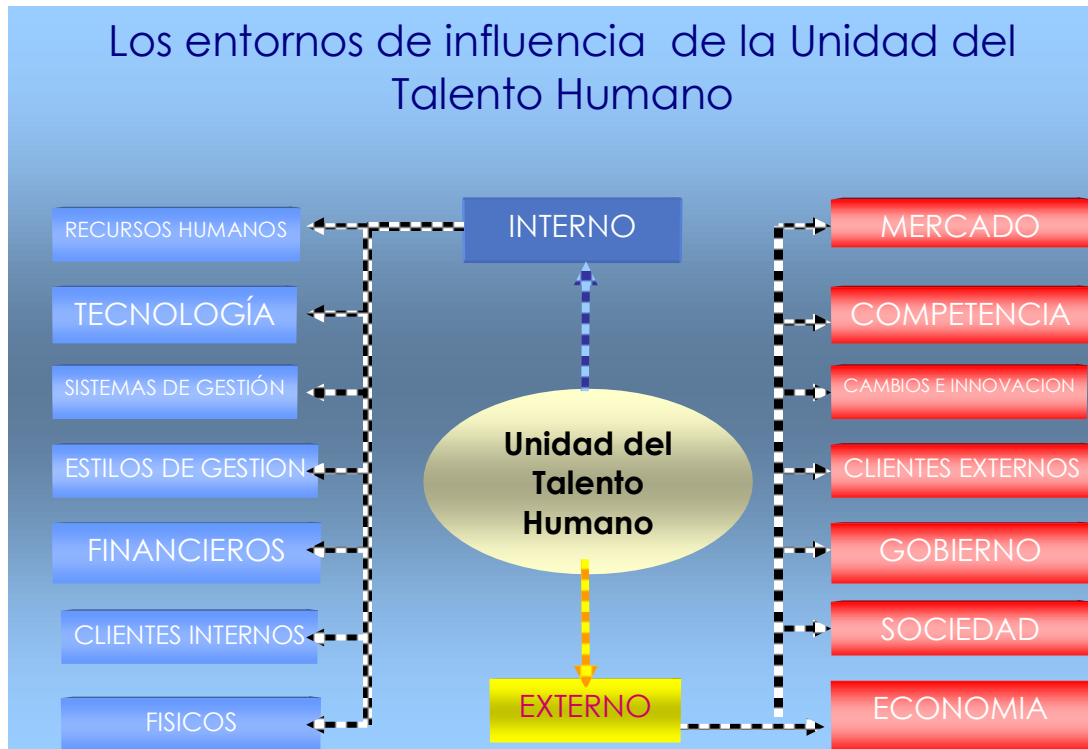 Los entornos de influencia de la Unidad del
Talento Humano
INTERNO
RECURSOS HUMANOS
TECNOLOGÍA
SISTEMAS DE GESTIÓN
ESTILOS DE GESTION
FINANCIEROS
CLIENTES INTERNOS
FISICOS
Unidad del
Talento
Humano
EXTERNO
MERCADO
COMPETENCIA
CAMBIOS E INNOVACION
CLIENTES EXTERNOS
GOBIERNO
SOCIEDAD
ECONOMIA